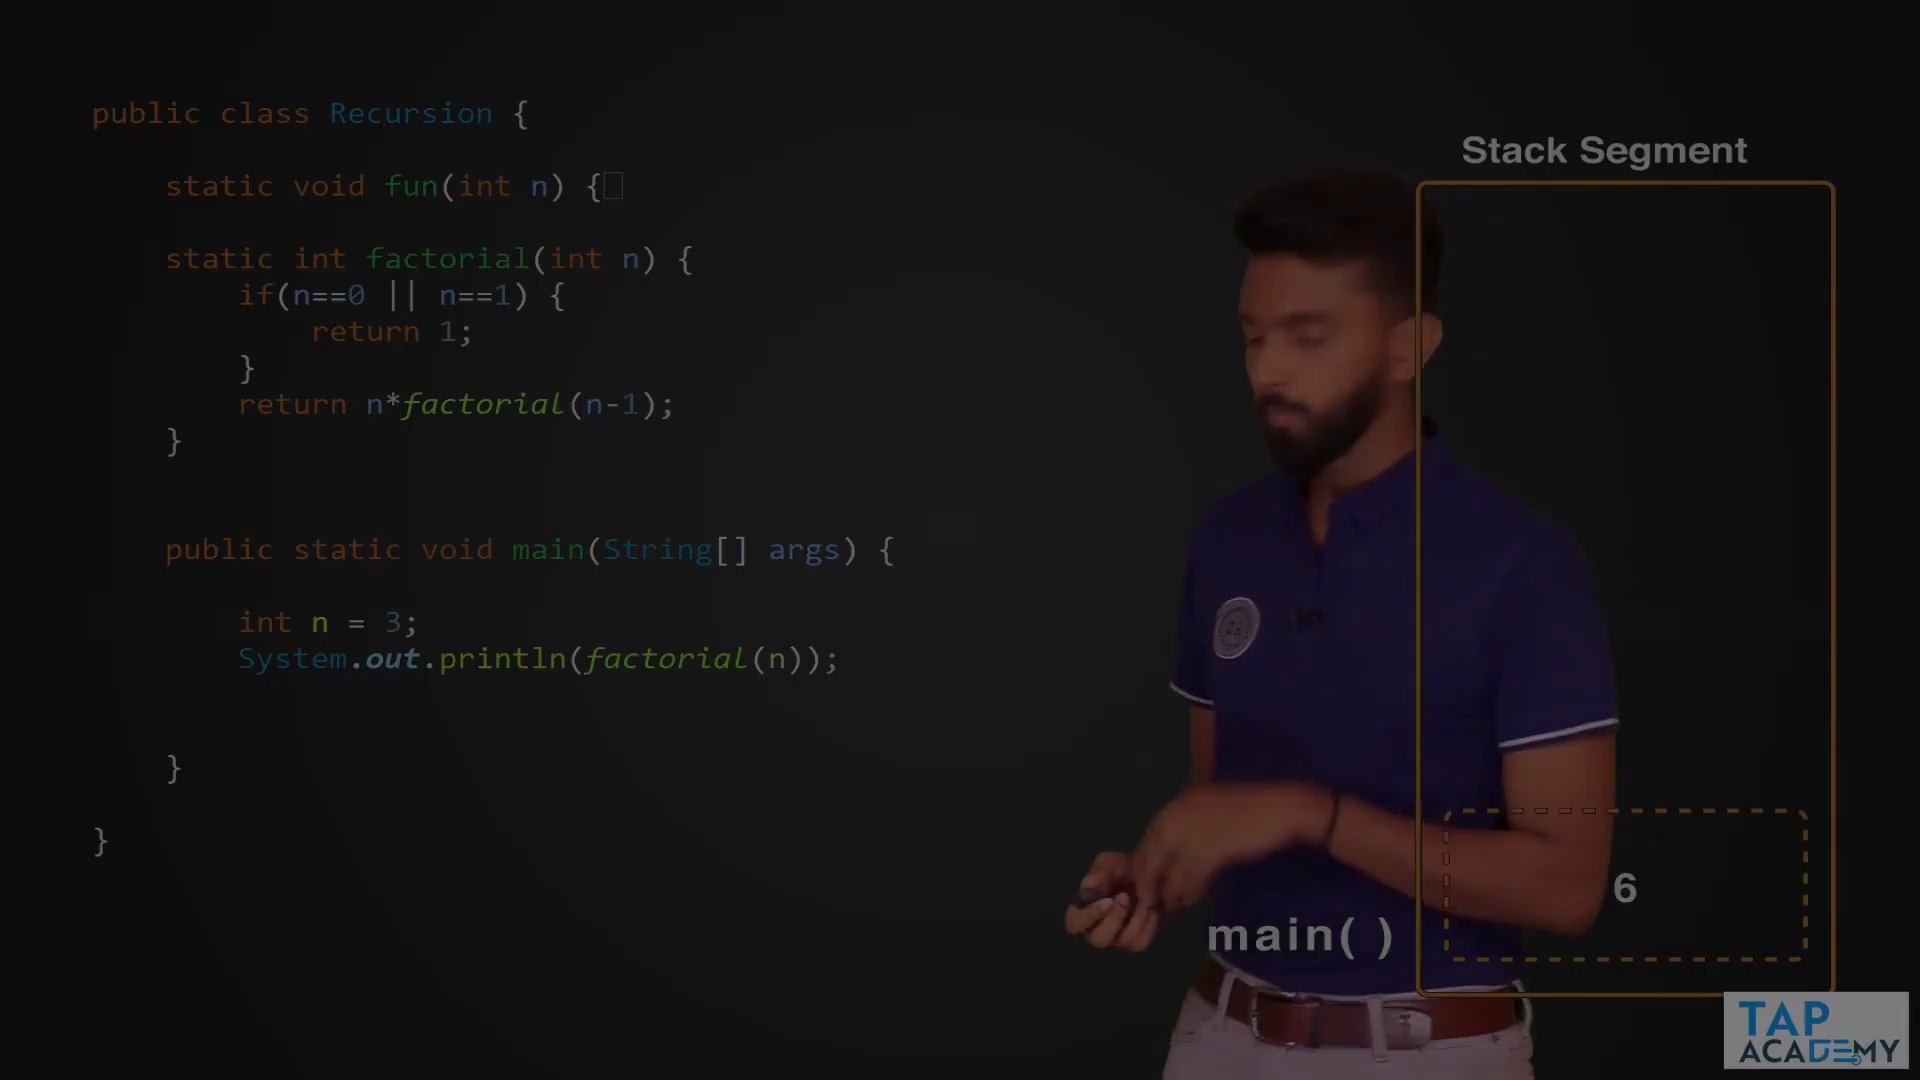 public class Recursion {
static void fun(int n) {
static int factorial(int n) {
if(n==0 || n==1) {
return 1;
}
return n*factorial(n-1);
}
public static void main(String[] args) {
int n = 3;
System.out.println(factorial(n));
}
}
Stack Segment
6
main( )
TAP
ACADEMY